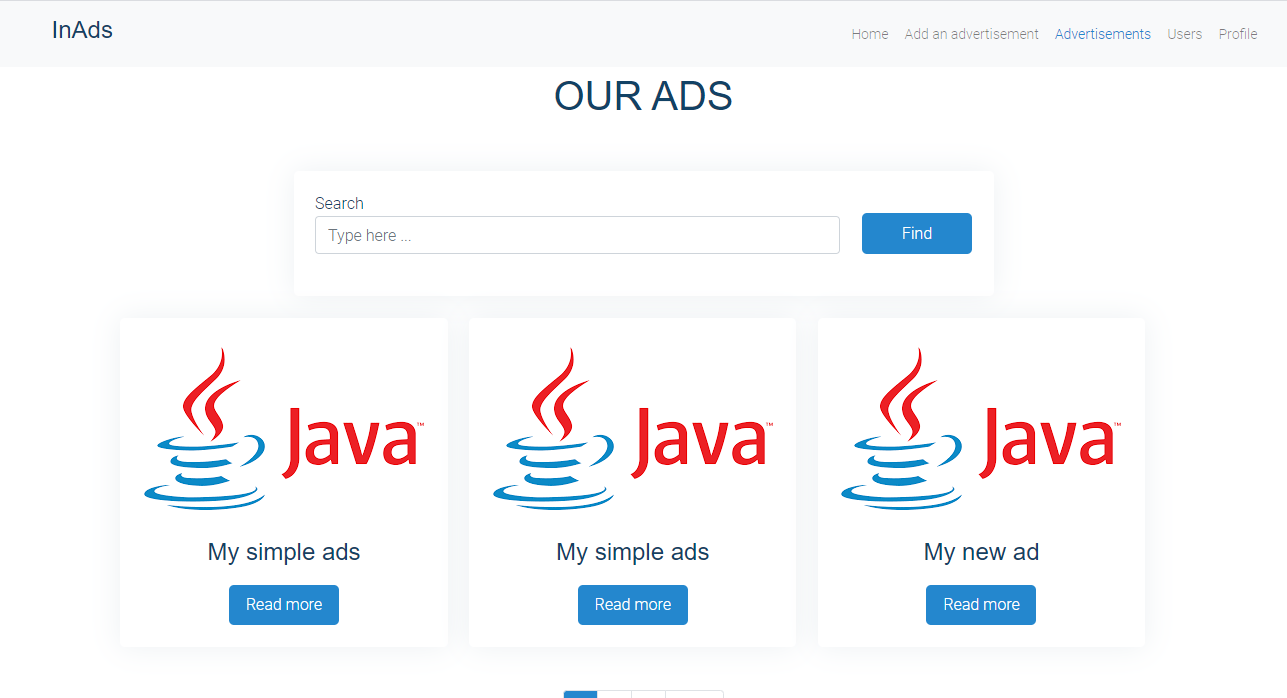 InAds
Home Add an advertisement Advertisements Users Profile
OUR ADS
Search
Type here ...
Find
Java™ Java™ Java™
My simple ads My simple ads My new ad
Read more Read more Read more